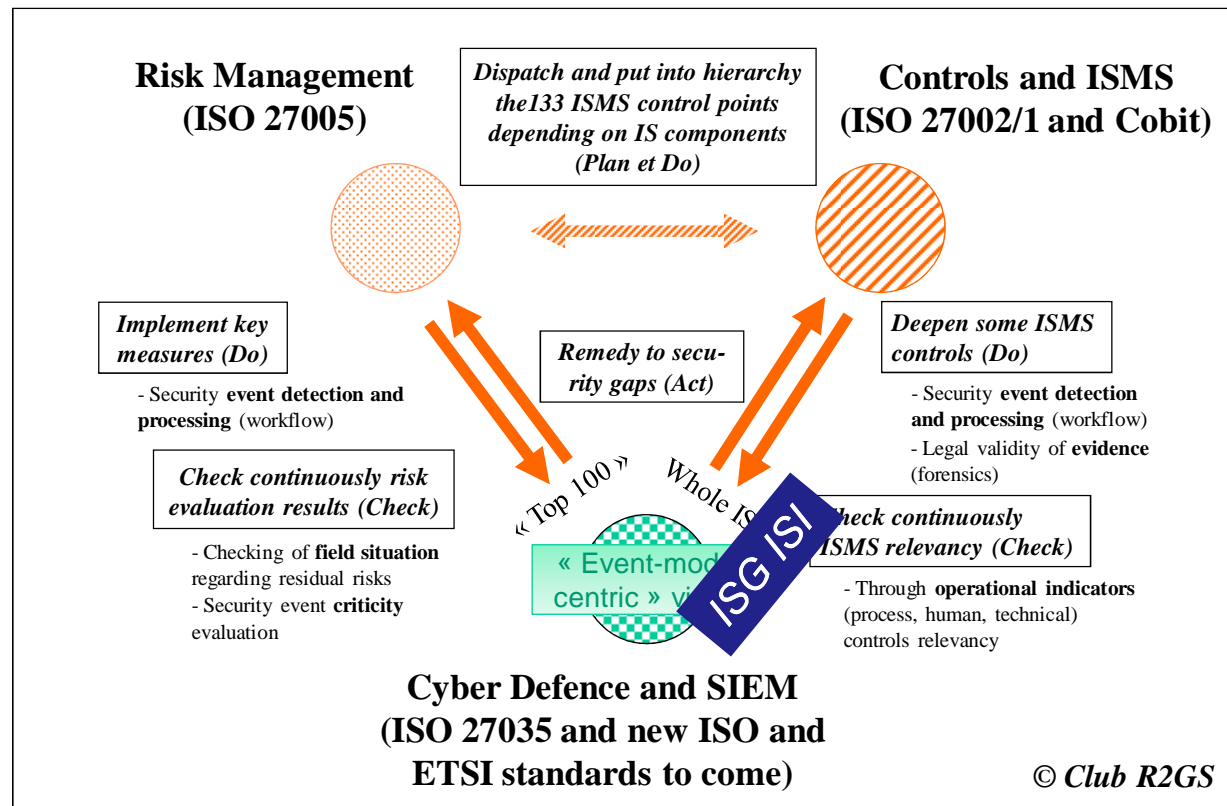 Risk Management
(ISO 27005)
Dispatch and put into hierarchy
the133 ISMS control points
depending on IS components
(Plan et Do)
Controls and ISMS
(ISO 27002/1 and Cobit)
Implement key
measures (Do)
- Security event detection and
processing (workflow)
Remedy to secu-
rity gaps (Act)
Deepen some ISMS
controls (Do)
- Security event detection
and processing (workflow)
- Legal validity of evidence
(forensics)
Check continuously risk
evaluation results (Check)
- Checking of field situation
regarding residual risks
- Security event criticity
evaluation
« Top 100 »
Whole
« Event-
centric »
ISG ISI
continuously
ISMS relevancy (Check)
- Through operational indicators
(process, human, technical)
controls relevancy
Cyber Defence and SIEM
(ISO 27035 and new ISO and
ETSI standards to come)
© Club R2GS